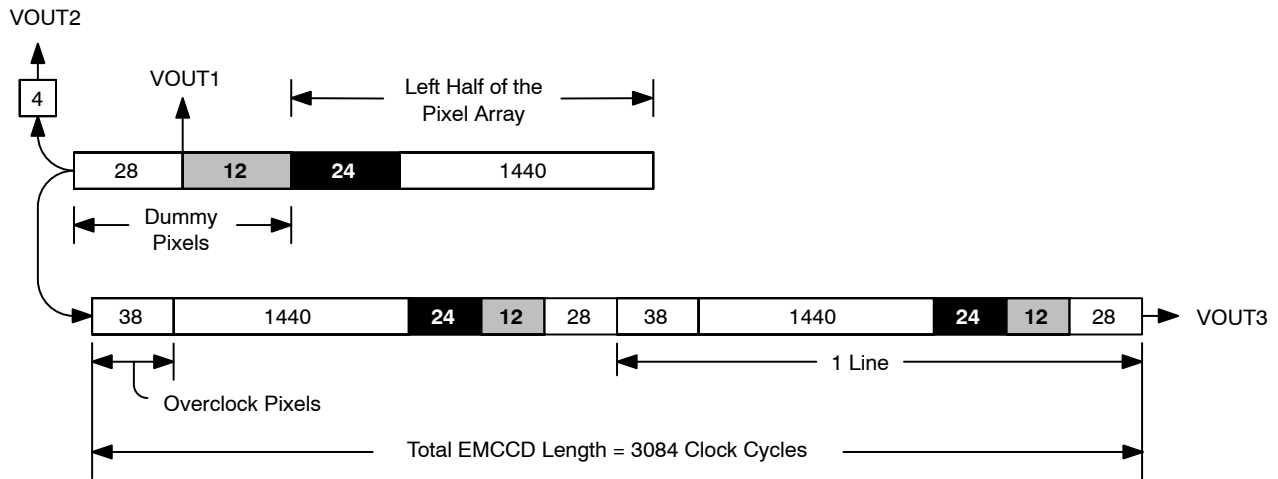 VOUT2
VOUT1
4
Left Half of the
Pixel Array
28 12 24 1440
Dummy
Pixels
38 1440 24 12 28 38 1440 24 12 28
VOUT3
1 Line
Overclock Pixels
Total EMCCD Length = 3084 Clock Cycles